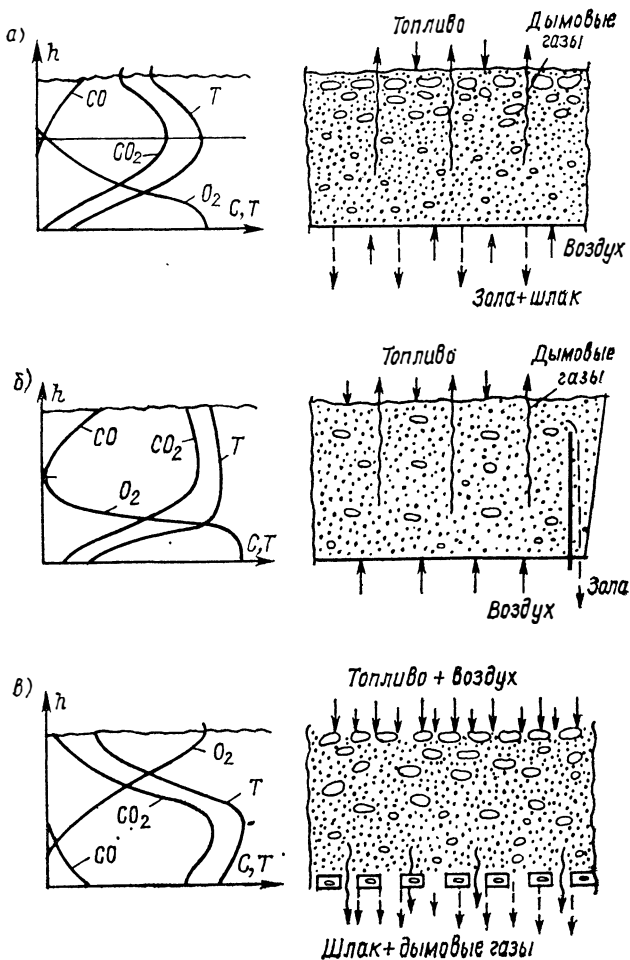 а)
h
CO
T
CO₂
O₂
C,T
Топливо
Дымовые
газы
Воздух
Зола+шлак
б)
h
CO
CO₂
T
O₂
C,T
Топливо
Дымовые
газы
Воздух
Зола
в)
h
O₂
T
CO₂
CO
C,T
Топливо + воздух
Шлак+дымовые газы